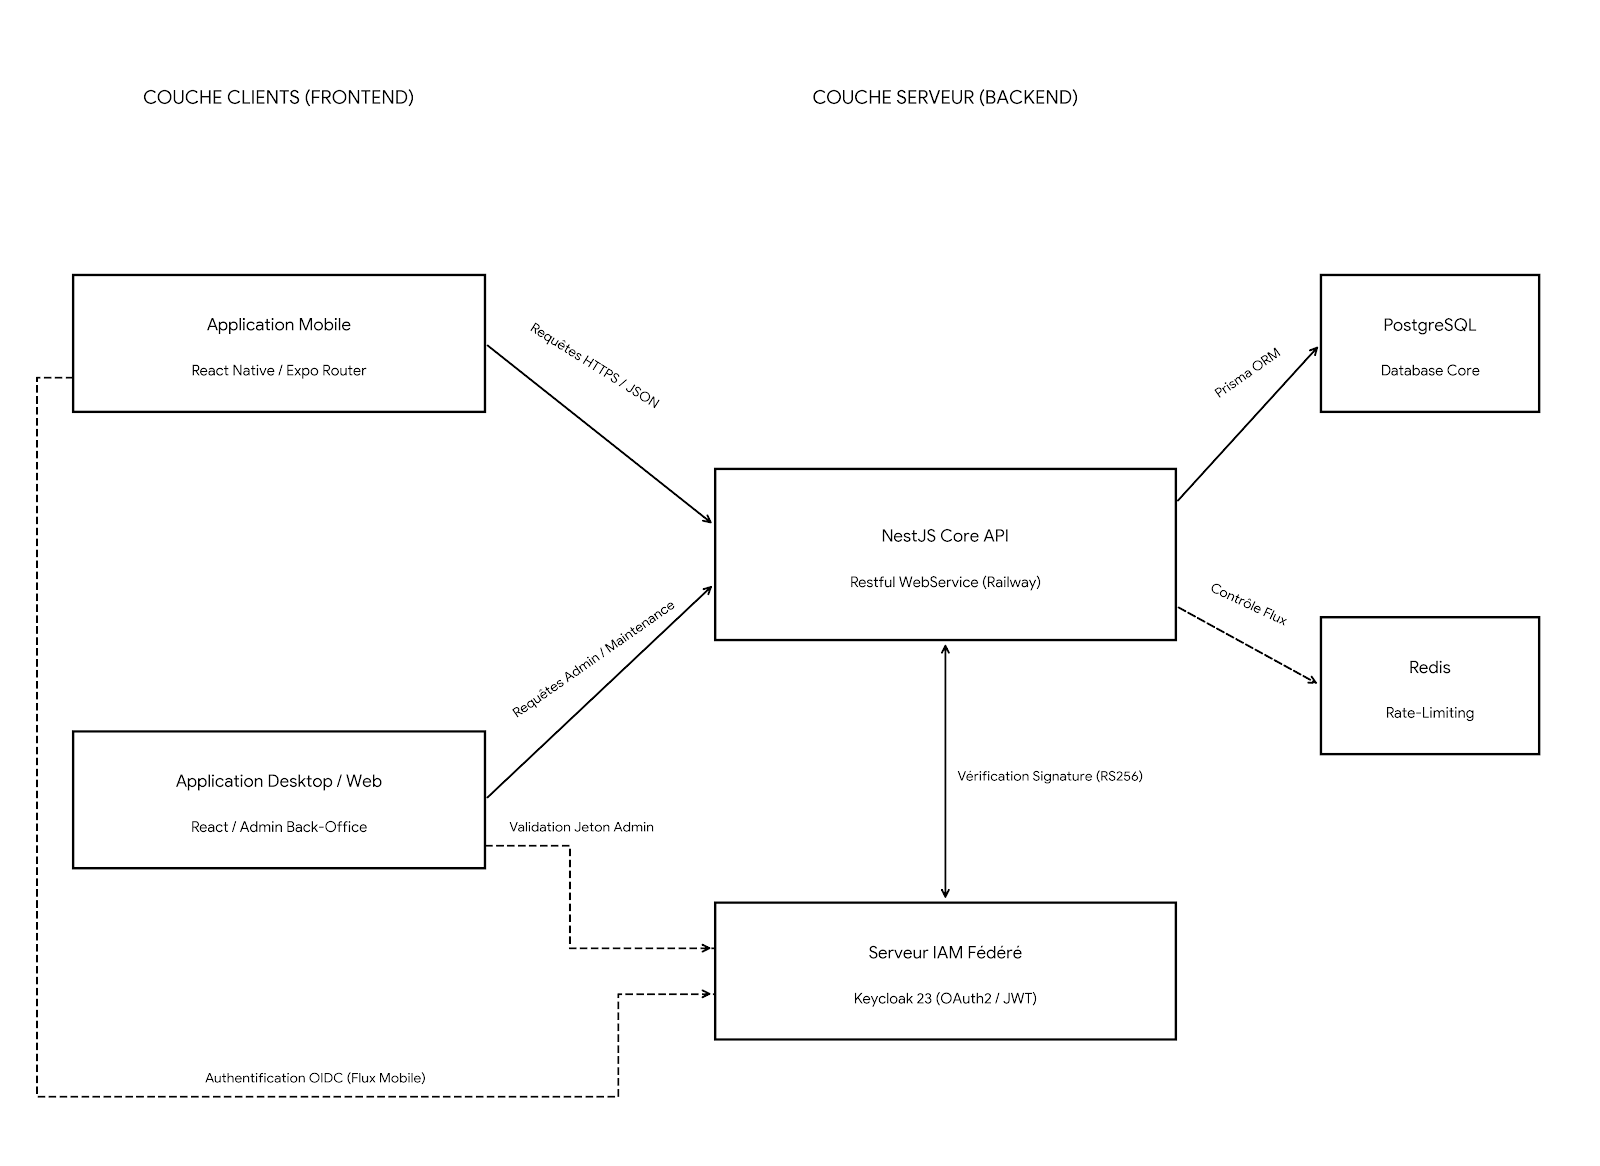 COUCHE CLIENTS (FRONTEND)
COUCHE SERVEUR (BACKEND)
Application Mobile
React Native / Expo Router
Requêtes HTTPS / JSON
Prisma ORM
PostgreSQL
Database Core
NestJS Core API
Restful WebService (Railway)
Contrôle Flux
Redis
Rate-Limiting
Requêtes Admin / Maintenance
Application Desktop / Web
React / Admin Back-Office
Vérification Signature (RS256)
Validation Jeton Admin
Serveur IAM Fédéré
Keycloak 23 (OAuth2 / JWT)
Authentification OIDC (Flux Mobile)